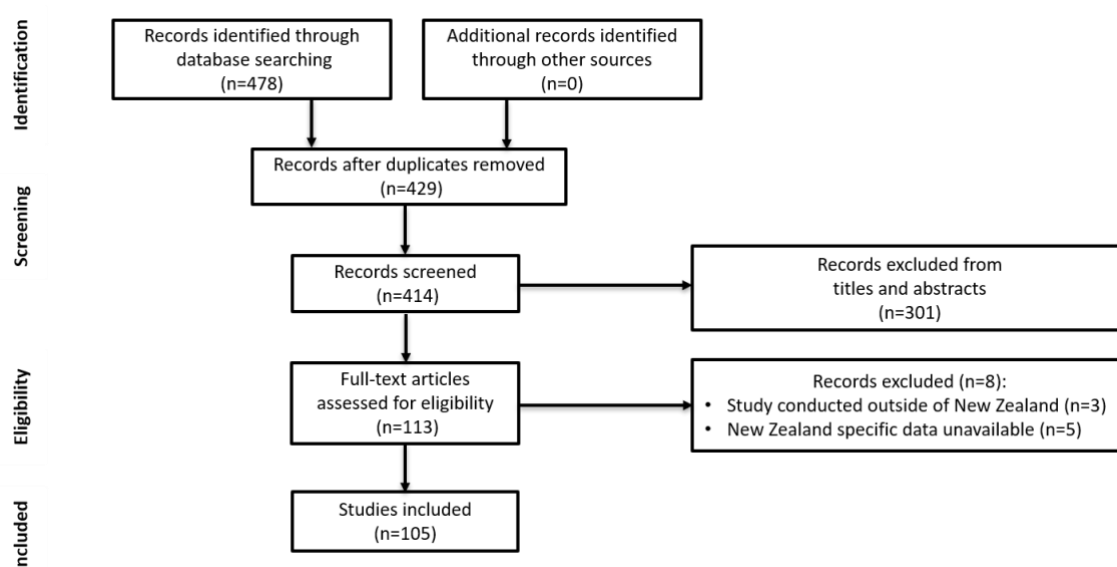 Identification
Records identified through
database searching
(n=478)
Additional records identified
through other sources
(n=0)
Screening
Records after duplicates removed
(n=429)
Records screened
(n=414)
Records excluded from
titles and abstracts
(n=301)
Eligibility
Full-text articles
assessed for eligibility
(n=113)
Records excluded (n=8):
• Study conducted outside of New Zealand (n=3)
• New Zealand specific data unavailable (n=5)
ncluded
Studies included
(n=105)